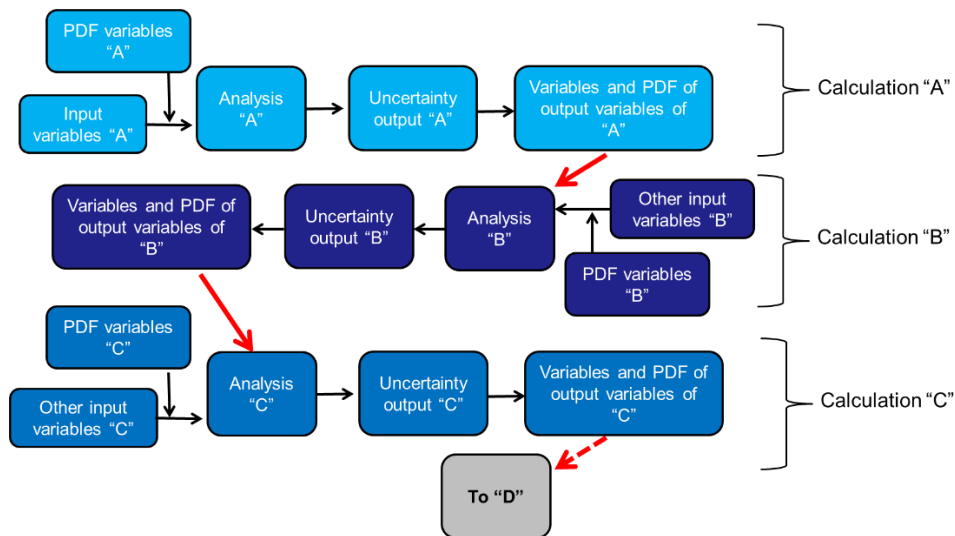 PDF variables
“A”
Input
variables “A”
Analysis
“A”
Uncertainty
output “A”
Variables and PDF of
output variables of
“A”
Calculation “A”
Variables and PDF of
output variables of
“B”
Uncertainty
output “B”
Analysis
“B”
Other input
variables “B”
PDF variables
“B”
Calculation “B”
PDF variables
“C”
Other input
variables “C”
Analysis
“C”
Uncertainty
output “C”
Variables and PDF of
output variables of
“C”
Calculation “C”
To “D”